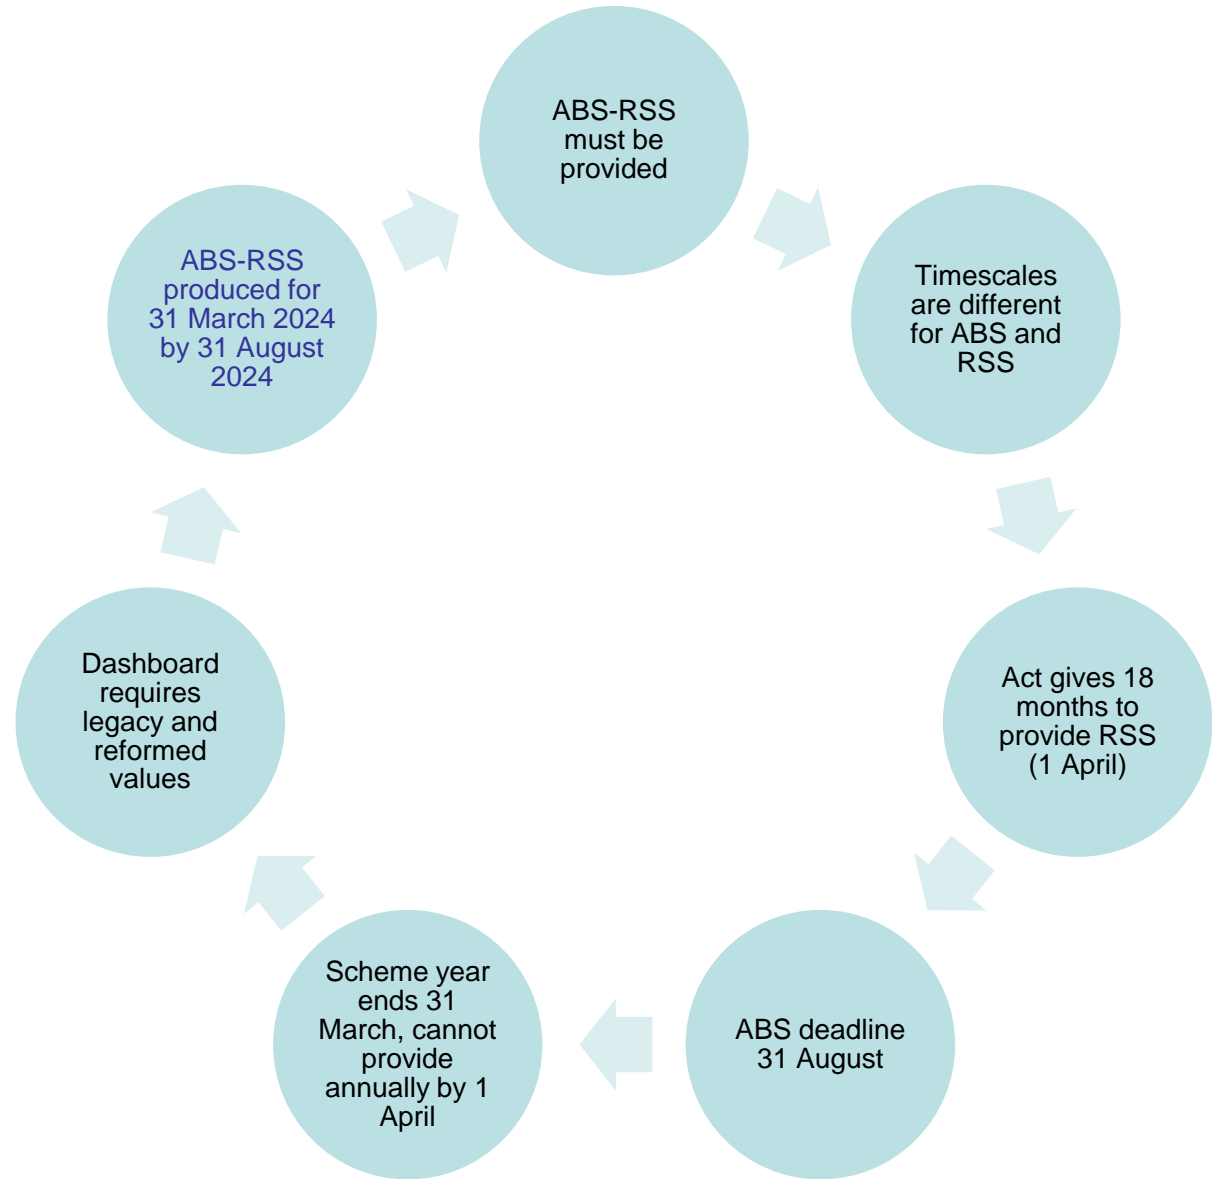 ABS-RSS
must be
provided
Timescales
are different
for ABS and
RSS
Act gives 18
months to
provide RSS
(1 April)
ABS deadline
31 August
Scheme year
ends 31
March, cannot
provide
annually by 1
April
Dashboard
requires
legacy and
reformed
values
ABS-RSS
produced for
31 March 2024
by 31 August
2024